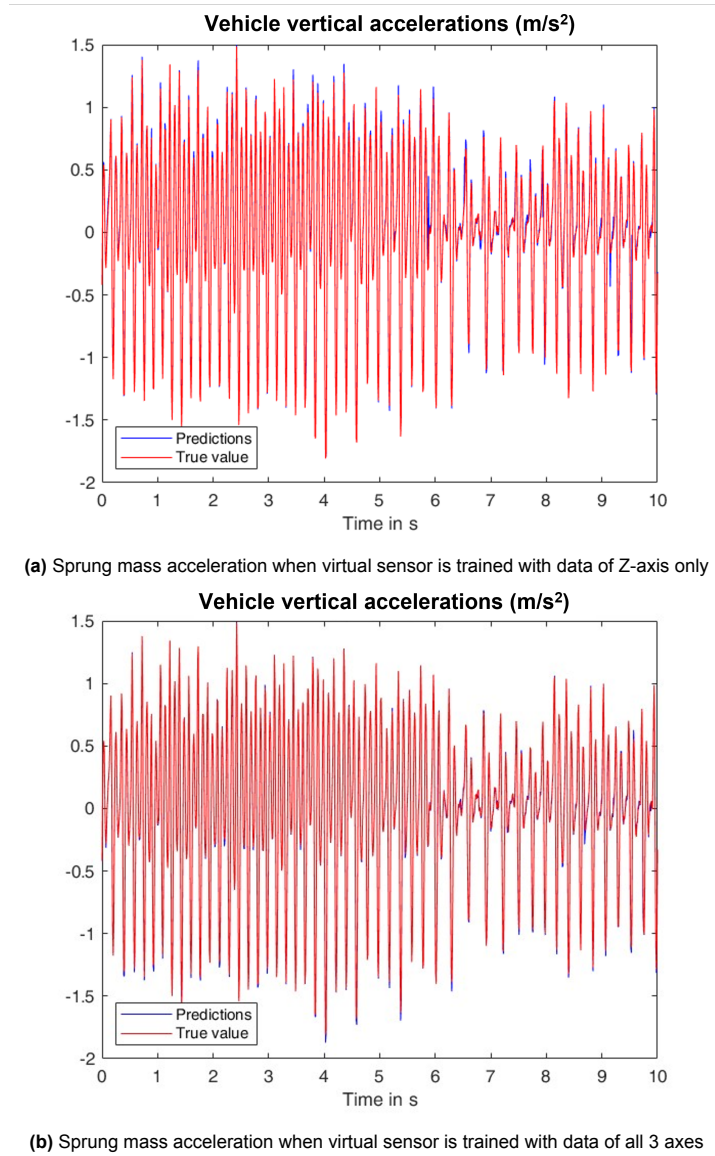 Vehicle vertical accelerations (m/s²)
1.5
1
0.5
0
-0.5
-1
-1.5
-2
Predictions
True value
0 1 2 3 4 5 6 7 8 9 10
Time in s
(a) Sprung mass acceleration when virtual sensor is trained with data of Z-axis only
Vehicle vertical accelerations (m/s²)
1.5
1
0.5
0
-0.5
-1
-1.5
-2
Predictions
True value
0 1 2 3 4 5 6 7 8 9 10
Time in s
(b) Sprung mass acceleration when virtual sensor is trained with data of all 3 axes